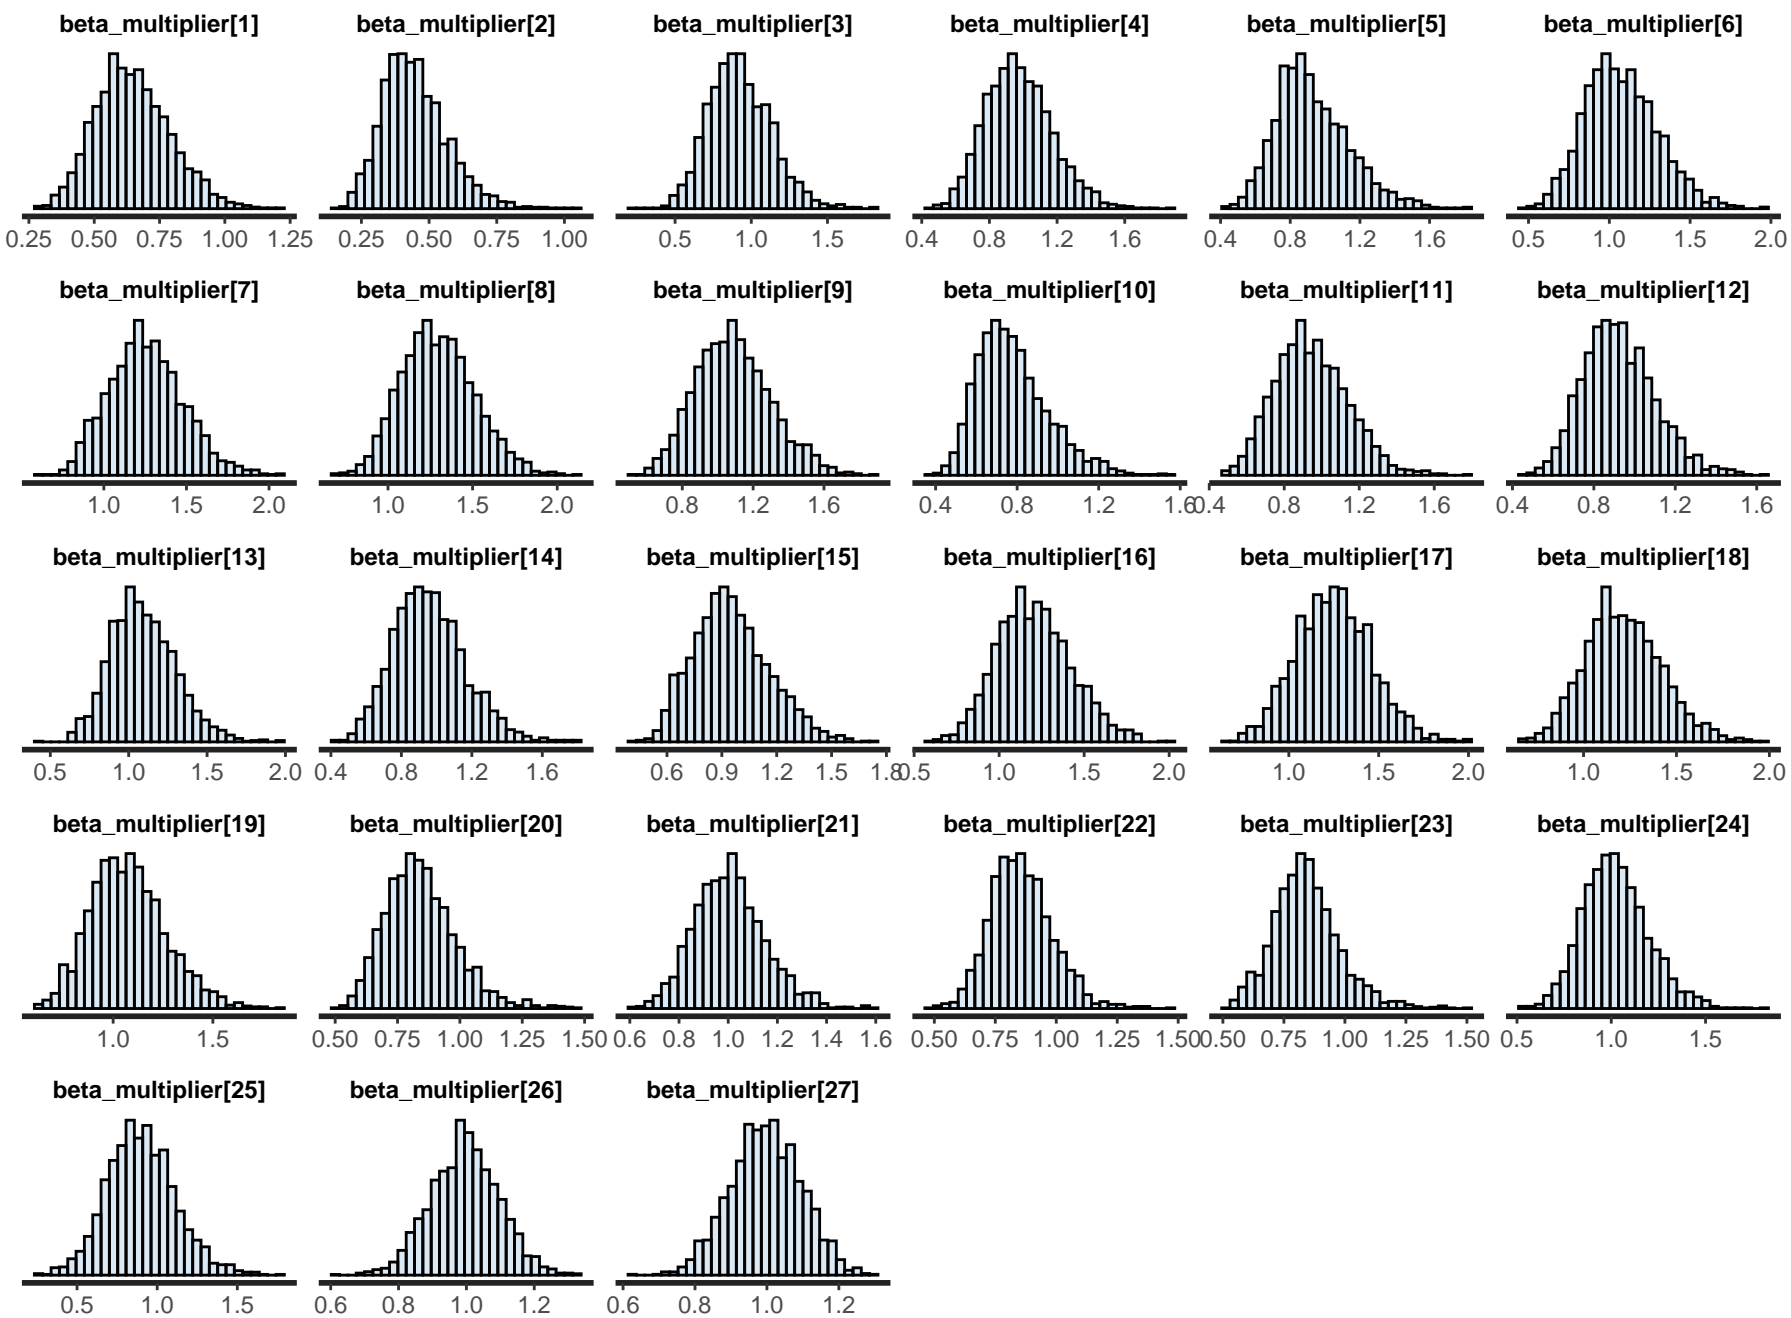 beta_multiplier[1] beta_multiplier[2] beta_multiplier[3] beta_multiplier[4] beta_multiplier[5] beta_multiplier[6]
0.25 0.50 0.75 1.00 1.25 0.25 0.50 0.75 1.00 0.5 1.0 1.5 0.4 0.8 1.2 1.6 0.4 0.8 1.2 1.6 0.5 1.0 1.5 2.0
beta_multiplier[7] beta_multiplier[8] beta_multiplier[9] beta_multiplier[10] beta_multiplier[11] beta_multiplier[12]
1.0 1.5 2.0 1.0 1.5 2.0 0.8 1.2 1.6 0.4 0.8 1.2 1.6 0.4 0.8 1.2 1.6 0.4 0.8 1.2 1.6
beta_multiplier[13] beta_multiplier[14] beta_multiplier[15] beta_multiplier[16] beta_multiplier[17] beta_multiplier[18]
0.5 1.0 1.5 2.0 0.4 0.8 1.2 1.6 0.6 0.9 1.2 1.5 1.8 0.5 1.0 1.5 2.0 1.0 1.5 2.0 1.0 1.5 2.0
beta_multiplier[19] beta_multiplier[20] beta_multiplier[21] beta_multiplier[22] beta_multiplier[23] beta_multiplier[24]
1.0 1.5 0.50 0.75 1.00 1.25 1.50 0.6 0.8 1.0 1.2 1.4 1.6 0.50 0.75 1.00 1.25 1.50 0.50 0.75 1.00 1.25 1.50 0.5 1.0 1.5
beta_multiplier[25] beta_multiplier[26] beta_multiplier[27]
0.5 1.0 1.5 0.6 0.8 1.0 1.2 0.6 0.8 1.0 1.2